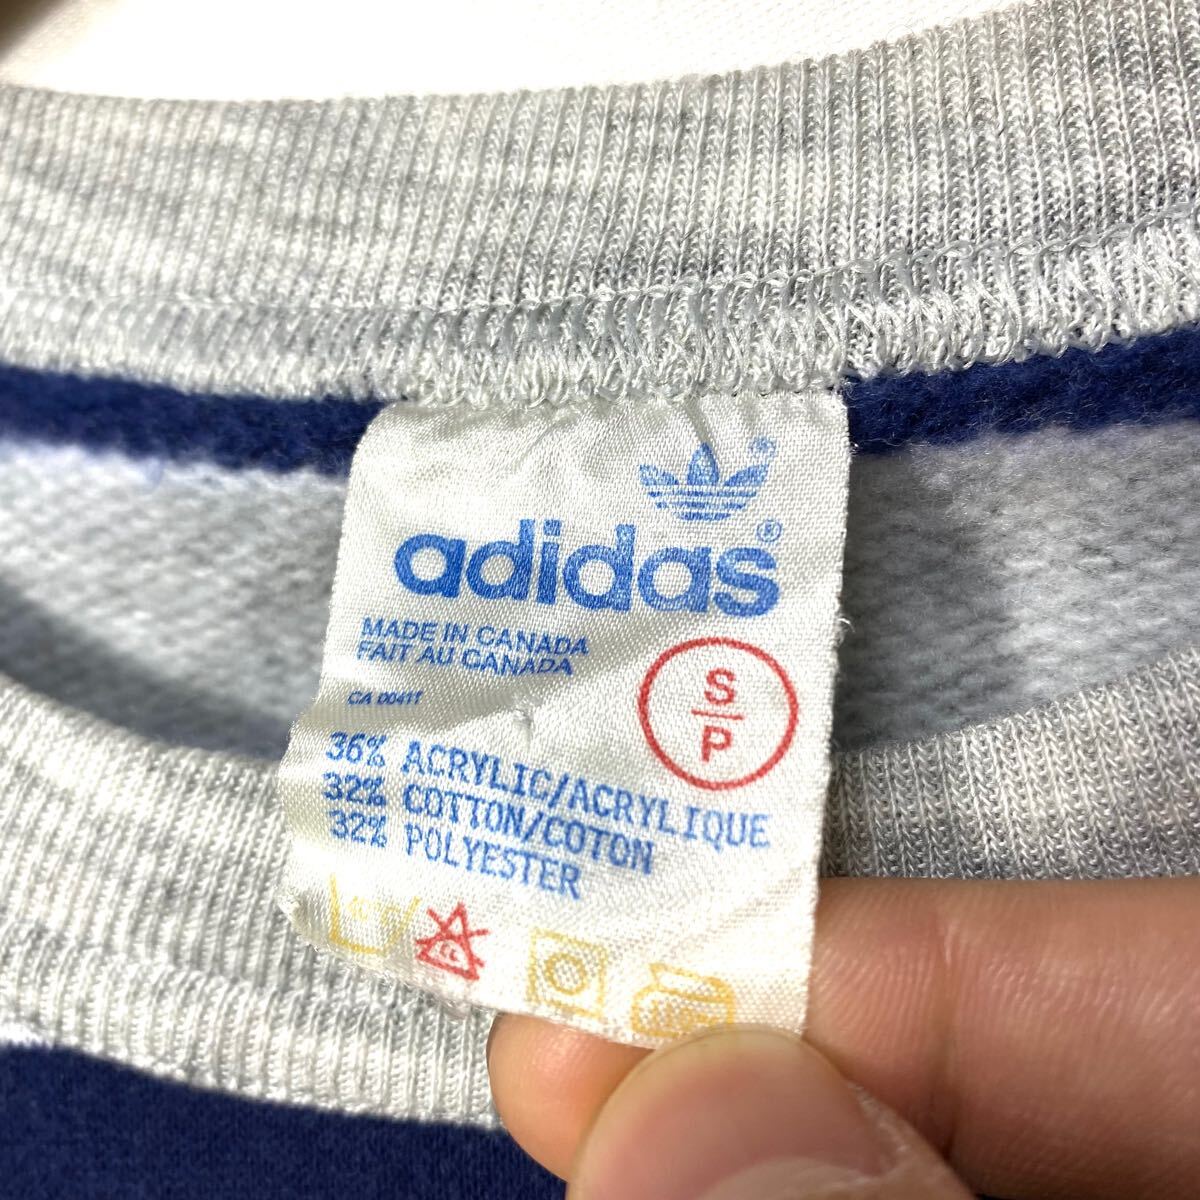 ®
adidas®
MADE IN CANADA
FAIT AU CANADA
CA 00411
S
P
36% ACRYLIC/ACRYLIQUE
32% COTTON/COTON
32% POLYESTER